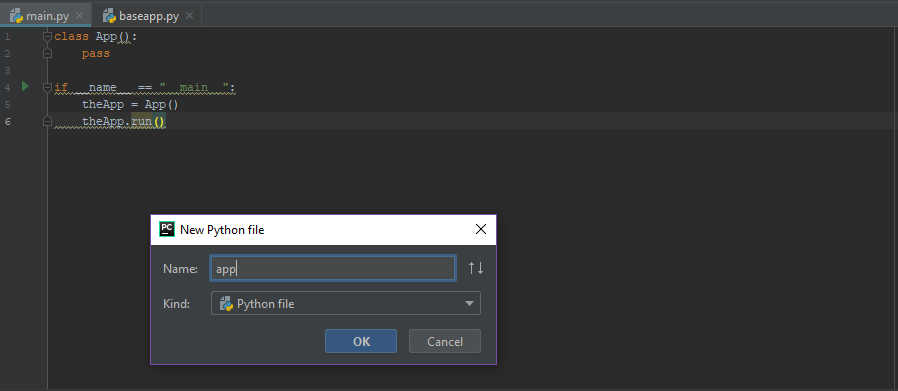 main.py baseapp.py
1 class App():
2 pass
3
4 if __name__ == "__main__":
5 theApp = App()
6 theApp.run()
PC New Python file
Name: app
Kind: Python file
OK Cancel